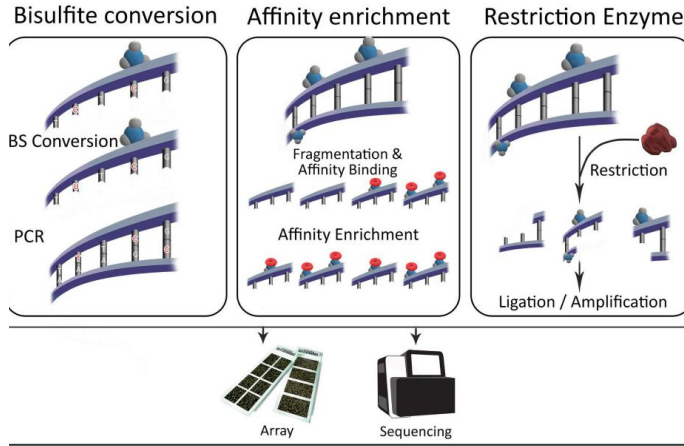 Bisulfite conversion
Affinity enrichment
Restriction Enzyme
BS Conversion
PCR
Fragmentation &
Affinity Binding
Affinity Enrichment
Restriction
Ligation / Amplification
Array
Sequencing